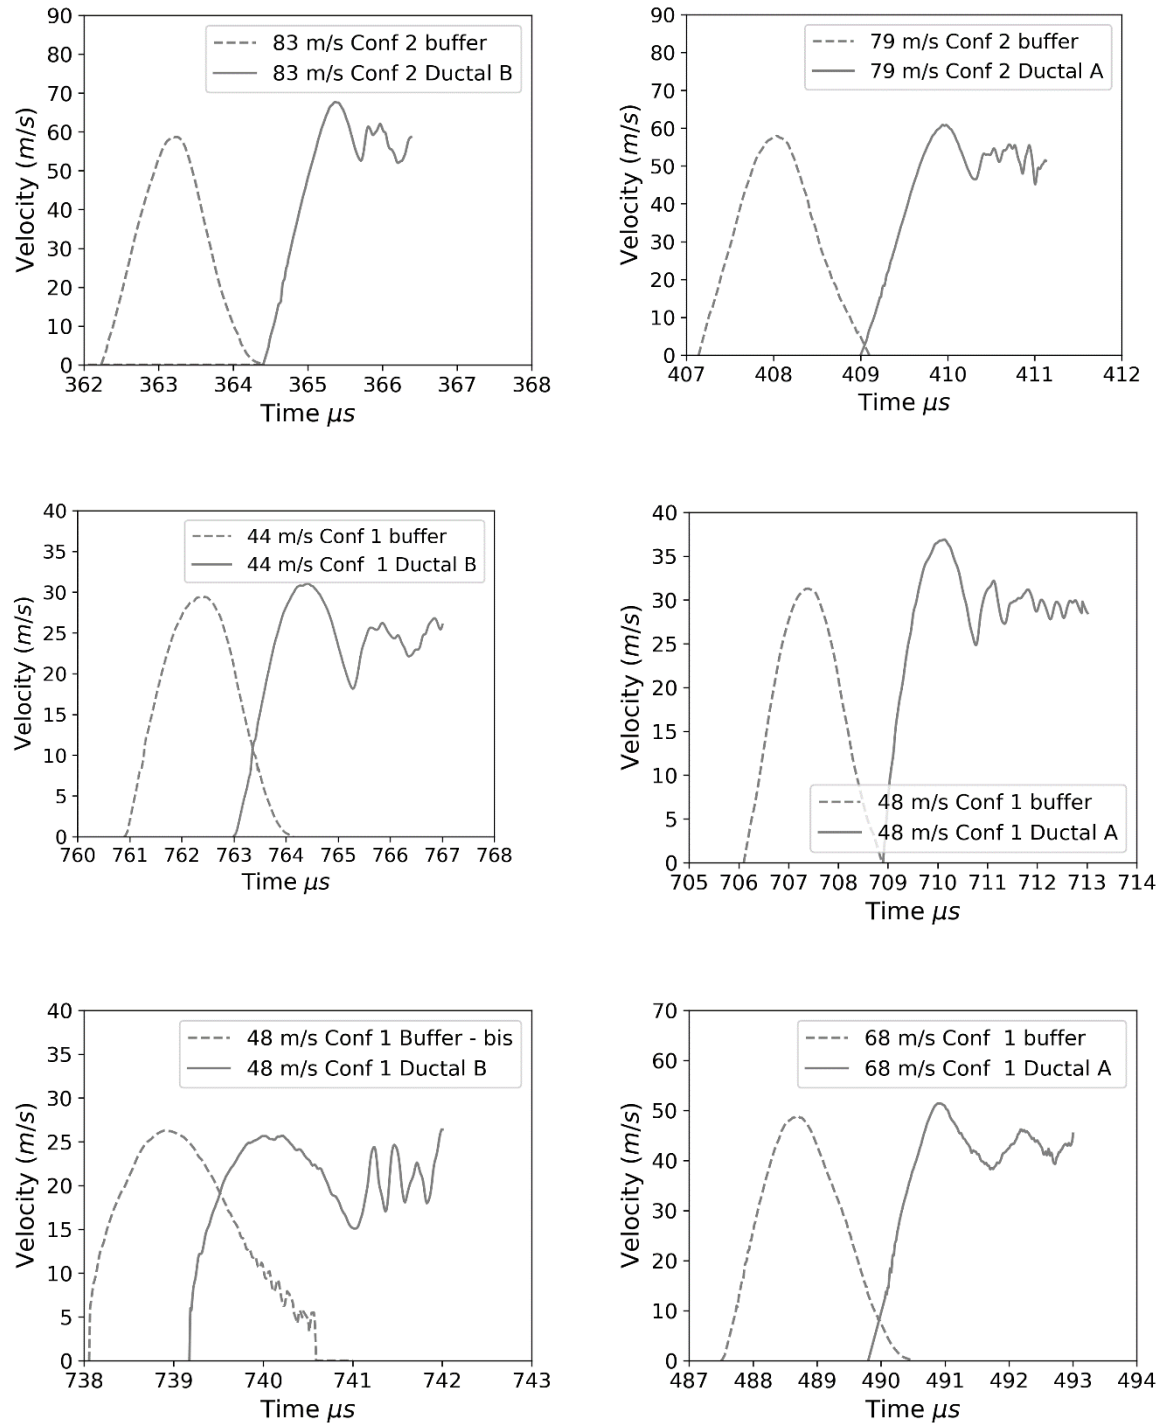 83 m/s Conf 2 buffer
83 m/s Conf 2 Ductal B
Velocity (m/s)
90
80
70
60
50
40
30
20
10
0
362 363 364 365 366 367 368
Time μs
79 m/s Conf 2 buffer
79 m/s Conf 2 Ductal A
Velocity (m/s)
90
80
70
60
50
40
30
20
10
0
407 408 409 410 411 412
Time μs
44 m/s Conf 1 buffer
44 m/s Conf 1 Ductal B
Velocity (m/s)
40
35
30
25
20
15
10
5
0
760 761 762 763 764 765 766 767 768
Time μs
48 m/s Conf 1 buffer
48 m/s Conf 1 Ductal A
Velocity (m/s)
40
35
30
25
20
15
10
5
0
705 706 707 708 709 710 711 712 713 714
Time μs
48 m/s Conf 1 Buffer - bis
48 m/s Conf 1 Ductal B
Velocity (m/s)
40
35
30
25
20
15
10
5
0
738 739 740 741 742 743
Time μs
68 m/s Conf 1 buffer
68 m/s Conf 1 Ductal A
Velocity (m/s)
70
60
50
40
30
20
10
0
487 488 489 490 491 492 493 494
Time μs